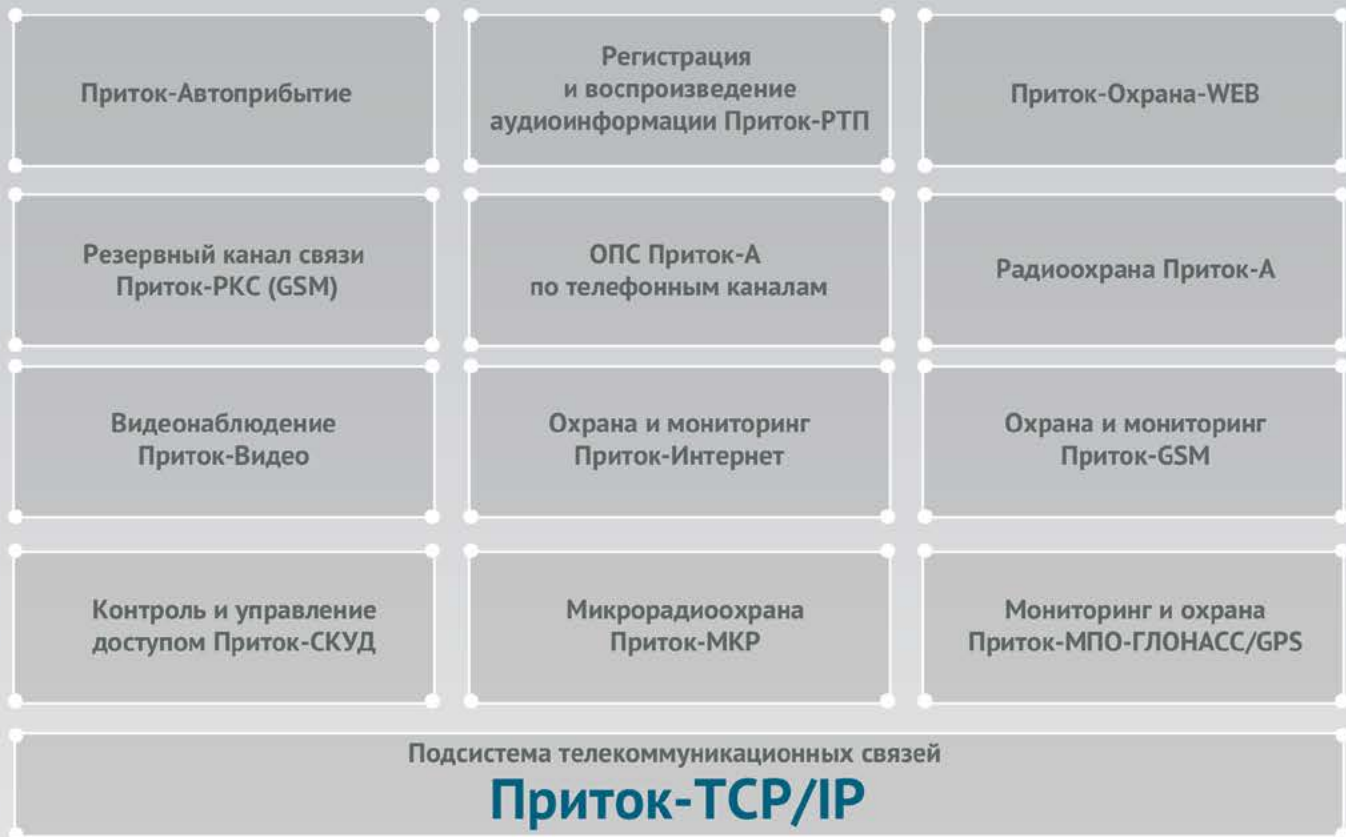 Приток-Автоприбытие
Регистрация
и воспроизведение
аудиоинформации Приток-РТП
Приток-Охрана-WEB
Резервный канал связи
Приток-РКС (GSM)
ОПС Приток-А
по телефонным каналам
Радиоохрана Приток-А
Видеонаблюдение
Приток-Видео
Охрана и мониторинг
Приток-Интернет
Охрана и мониторинг
Приток-GSM
Контроль и управление
доступом Приток-СКУД
Микрорадиоохрана
Приток-МКР
Мониторинг и охрана
Приток-МПО-ГЛОНАСС/GPS
Подсистема телекоммуникационных связей
Приток-TCP/IP